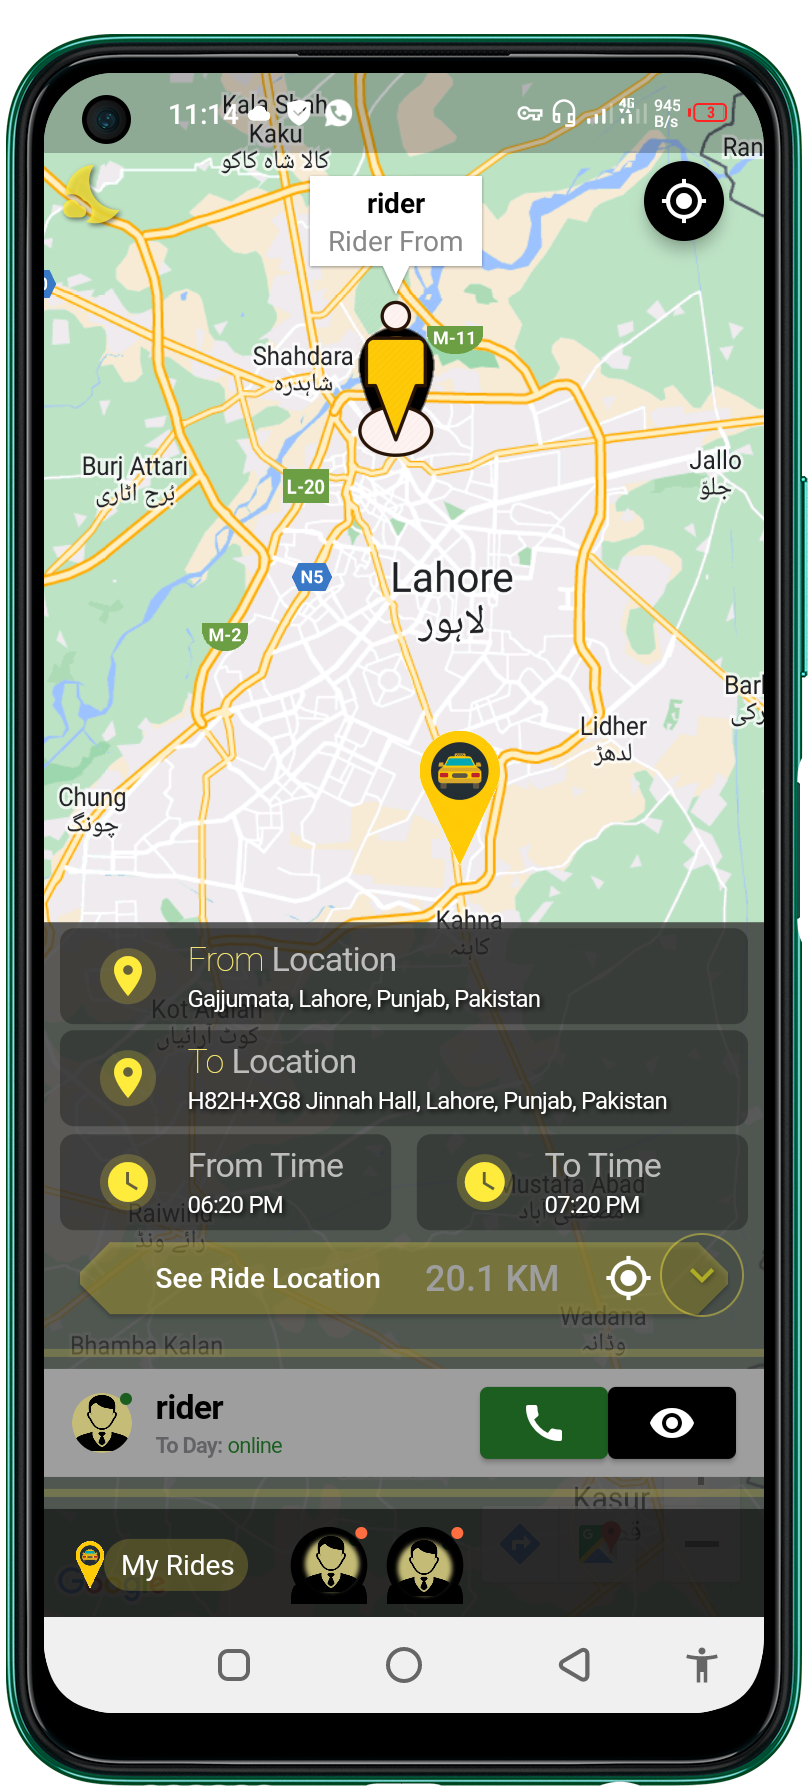 11:14
4G
945
B/s
3
Kala Shah
Kaku
کالا شاہ کاکو
Ran
rider
Rider From
M-11
Shahdara
شاہدرہ
Burj Attari
بُرج اٹاری
Jallo
جلوّ
L-20
N5
Lahore
لاہور
M-2
Bar
رکی
Lidher
لدھڑ
Chung
چونگ
Kahna
کاہنہ
From Location
Gajjumata, Lahore, Punjab, Pakistan
Kot Araian
کوٹ آرائیاں
To Location
H82H+XG8 Jinnah Hall, Lahore, Punjab, Pakistan
From Time
06:20 PM
To Time
07:20 PM
Mustafa Abad
مصطفی آباد
Raiwind
رائے ونڈ
See Ride Location 20.1 KM
Wadana
وڈانہ
Bhamba Kalan
rider
To Day: online
Kasur
My Rides
Google